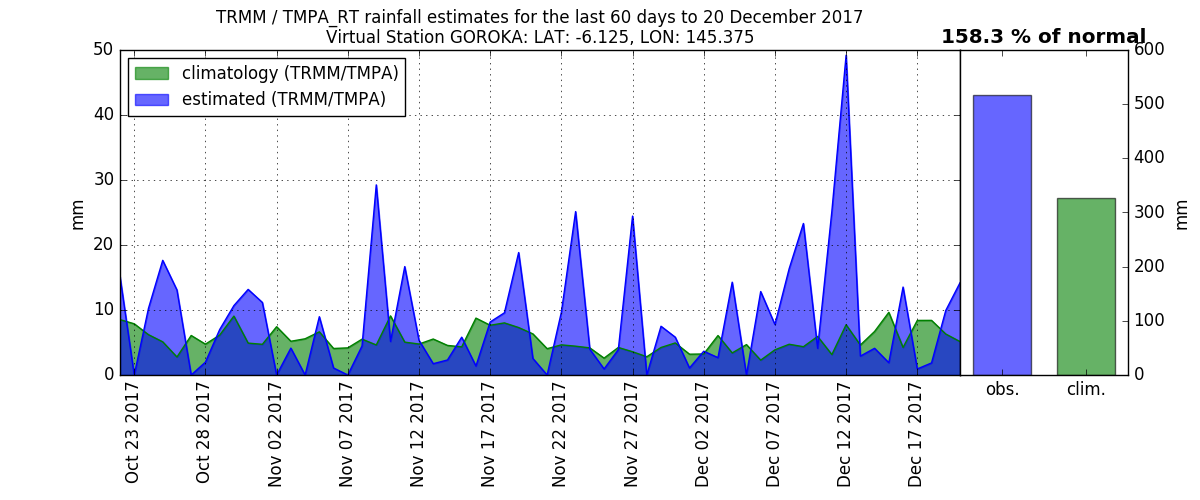 TRMM / TMPA_RT rainfall estimates for the last 60 days to 20 December 2017
Virtual Station GOROKA: LAT: -6.125, LON: 145.375
158.3 % of normal
climatology (TRMM/TMPA)
estimated (TRMM/TMPA)
50
40
30
20
10
0
mm
600
500
400
300
200
100
0
mm
Oct 23 2017
Oct 28 2017
Nov 02 2017
Nov 07 2017
Nov 12 2017
Nov 17 2017
Nov 22 2017
Nov 27 2017
Dec 02 2017
Dec 07 2017
Dec 12 2017
Dec 17 2017
obs.
clim.